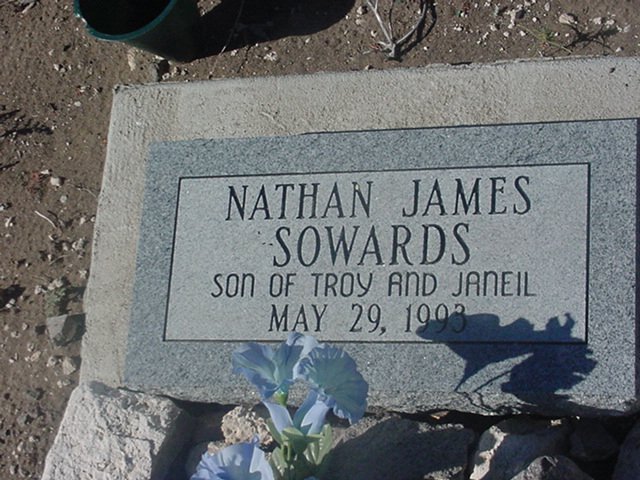 NATHAN JAMES
SOWARDS
SON OF TROY AND JANEIL
MAY 29, 1993